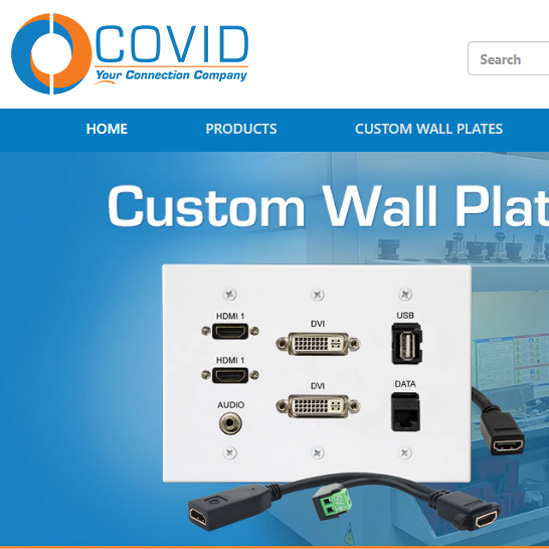 COVID
Your Connection Company
Search
HOME PRODUCTS CUSTOM WALL PLATES
Custom Wall Plat
HDMI 1
DVI
USB
HDMI 1
DVI
DATA
AUDIO